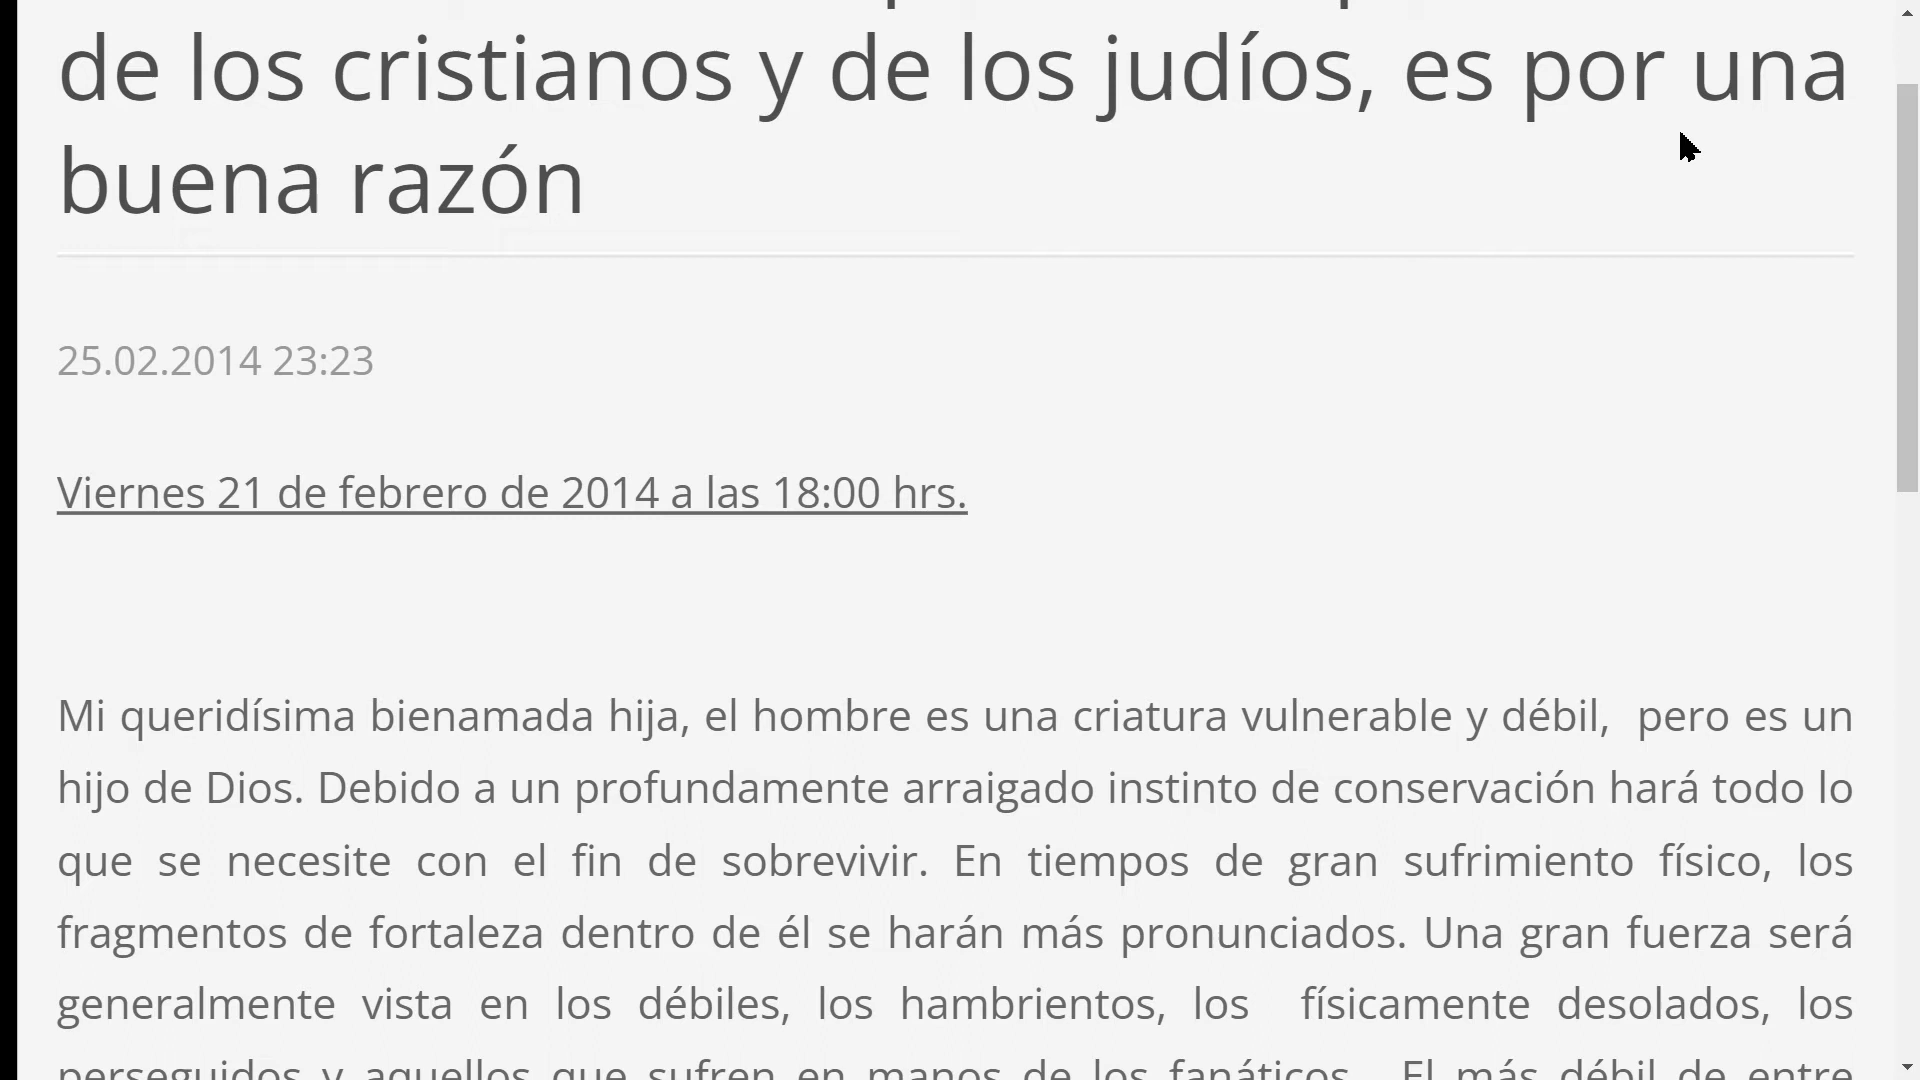 de los cristianos y de los judíos, es por una
buena razón
25.02.2014 23:23
Viernes 21 de febrero de 2014 a las 18:00 hrs.
Mi queridísima bienamada hija, el hombre es una criatura vulnerable y débil, pero es un
hijo de Dios. Debido a un profundamente arraigado instinto de conservación hará todo lo
que se necesite con el fin de sobrevivir. En tiempos de gran sufrimiento físico, los
fragmentos de fortaleza dentro de él se harán más pronunciados. Una gran fuerza será
generalmente vista en los débiles, los hambrientos, los físicamente desolados, los
perseguidos y aquellos que sufren en manos de los fanáticos. El más débil de entre